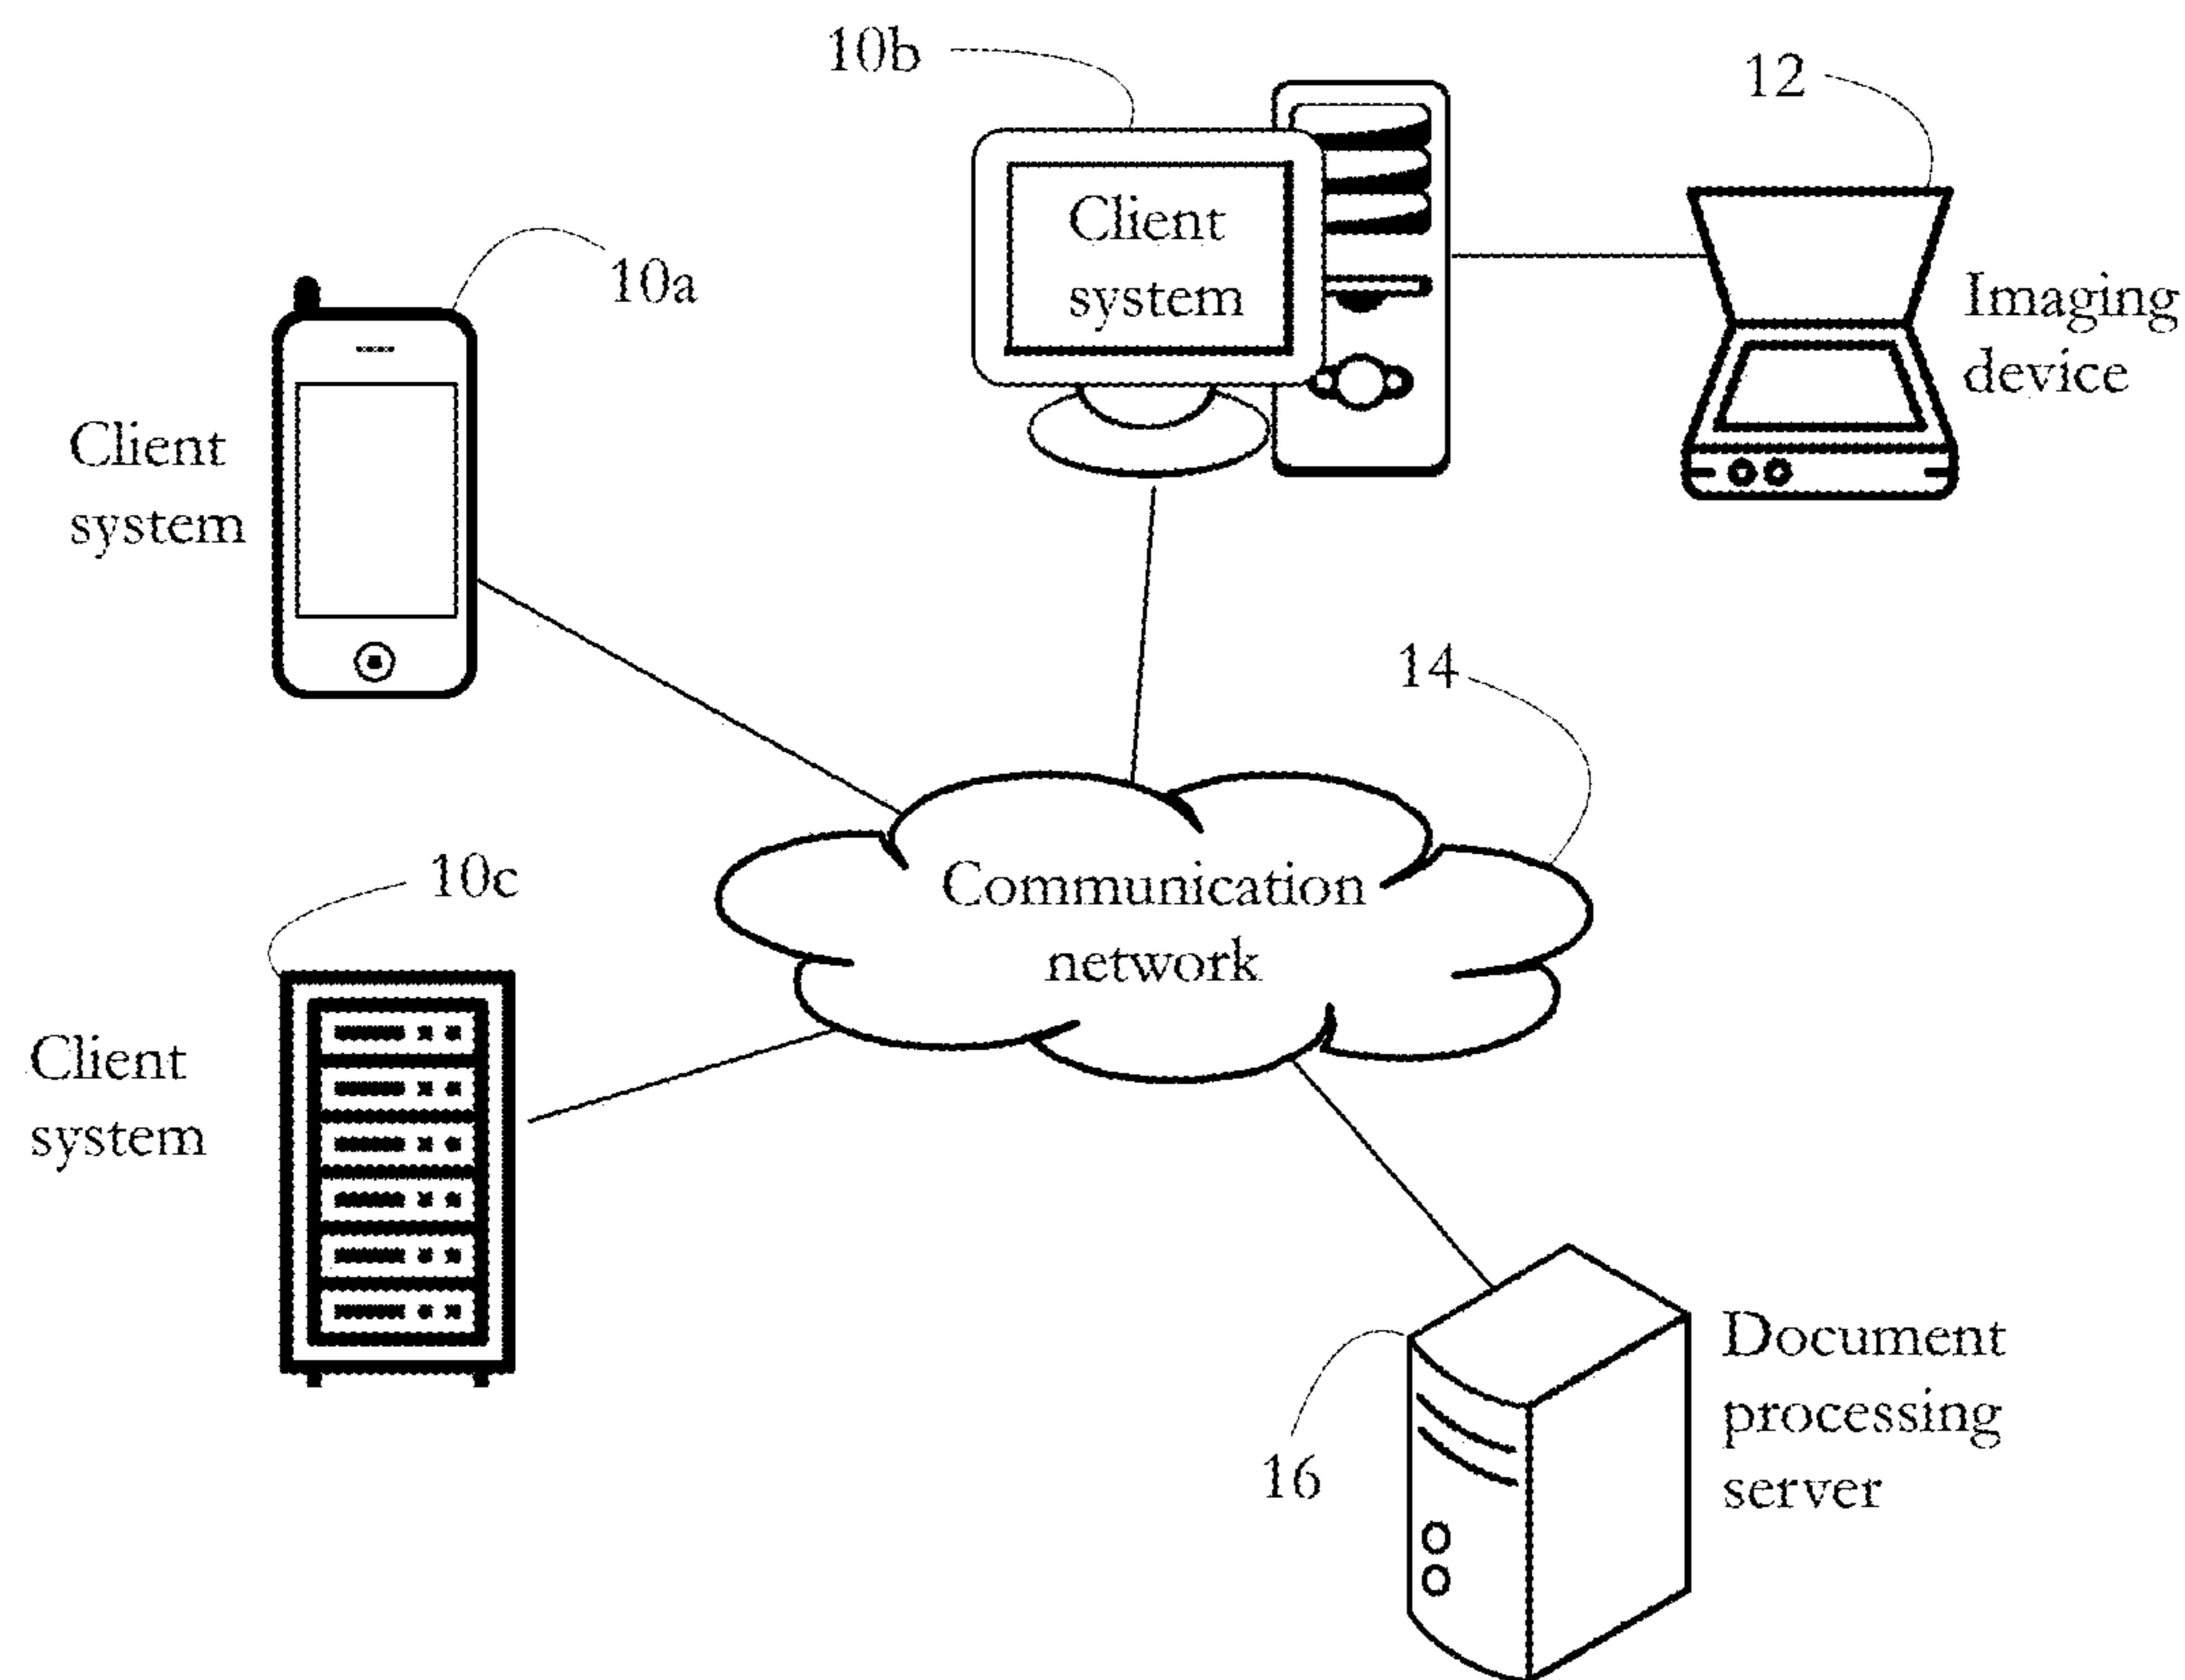 10b
12
Client
system
10a
Imaging
device
Client
system
14
10c
Communication
network
Client
system
Document
processing
server
16